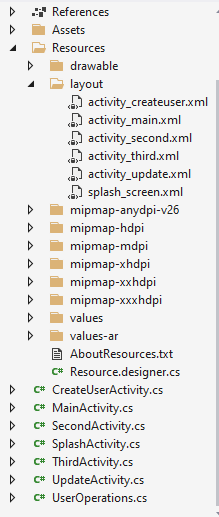 References
Assets
Resources
drawable
layout
activity_createuser.xml
activity_main.xml
activity_second.xml
activity_third.xml
activity_update.xml
splash_screen.xml
mipmap-anydpi-v26
mipmap-hdpi
mipmap-mdpi
mipmap-xhdpi
mipmap-xxhdpi
mipmap-xxxhdpi
values
values-ar
AboutResources.txt
C# Resource.designer.cs
C# CreateUserActivity.cs
C# MainActivity.cs
C# SecondActivity.cs
C# SplashActivity.cs
C# ThirdActivity.cs
C# UpdateActivity.cs
C# UserOperations.cs